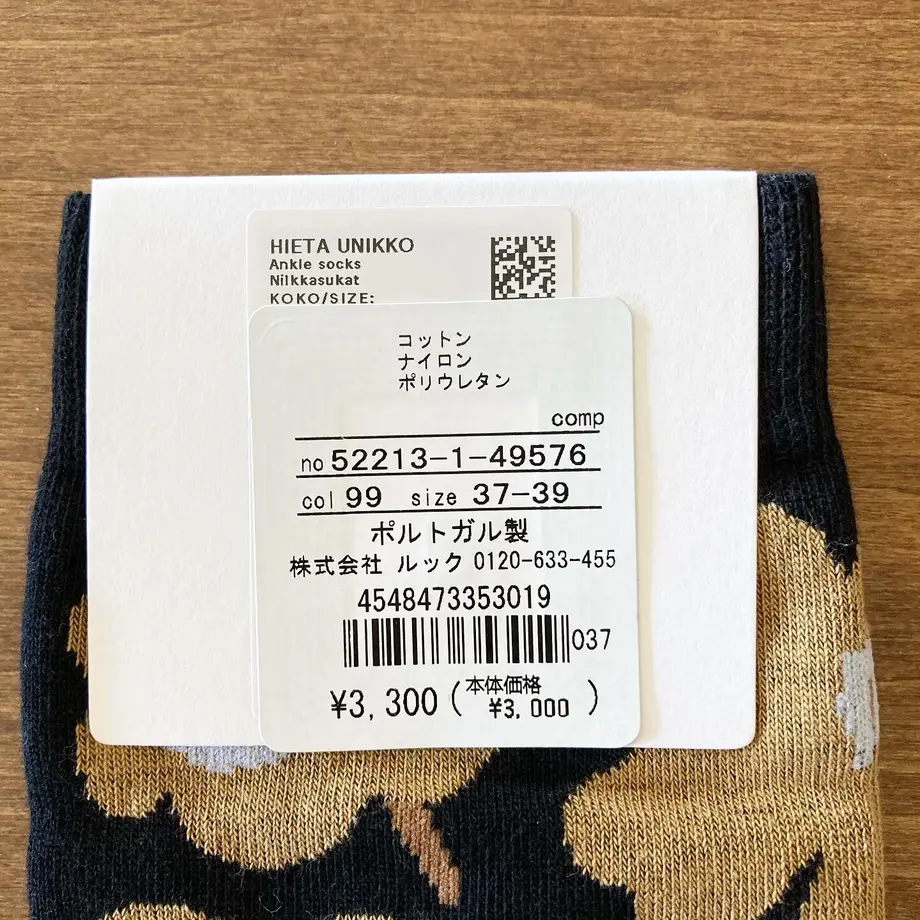 HIETA UNIKKO
Ankle socks
Nilkkasukat
KOKO/SIZE:
コットン
ナイロン
ポリウレタン
comp
no 52213-1-49576
col 99 size 37-39
ポルトガル製
株式会社 ルック 0120-633-455
4548473353019
037
¥3,300 (本体価格 ¥3,000)